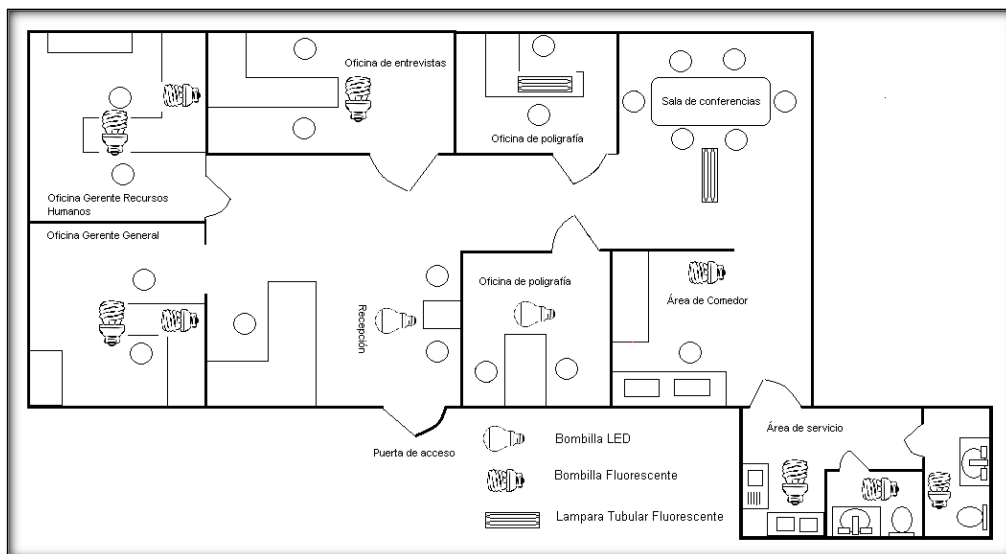 Oficina de entrevistas
Sala de conferencias
Oficina de poligrafía
Oficina Gerente Recursos
Humanos
Oficina Gerente General
Oficina de poligrafía
Área de Comedor
Recepción
Puerta de acceso
Área de servicio
Bombilla LED
Bombilla Fluorescente
Lampara Tubular Fluorescente